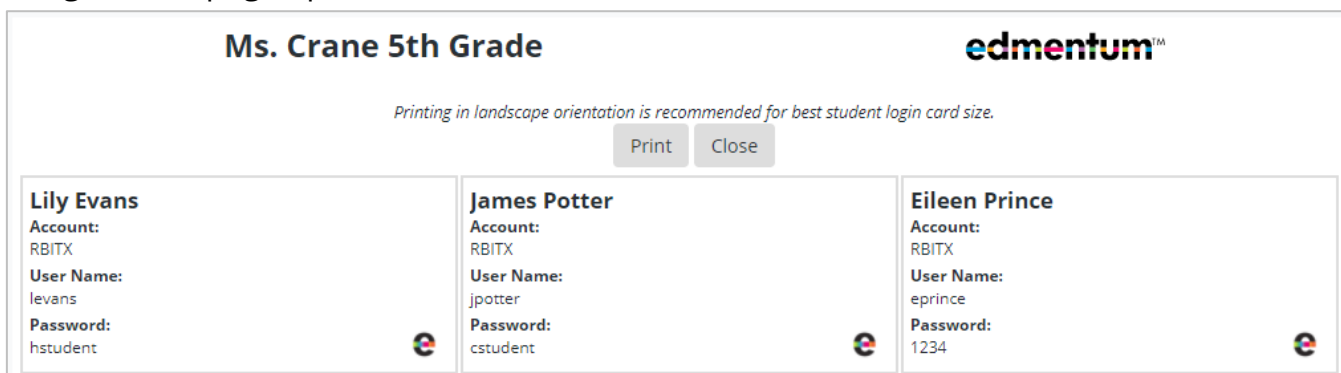 Ms. Crane 5th Grade
edmentum™
Printing in landscape orientation is recommended for best student login card size.
Print Close
Lily Evans
Account:
RBITX
User Name:
levans
Password:
hstudent
e
James Potter
Account:
RBITX
User Name:
jpotter
Password:
cstudent
e
Eileen Prince
Account:
RBITX
User Name:
eprince
Password:
1234
e